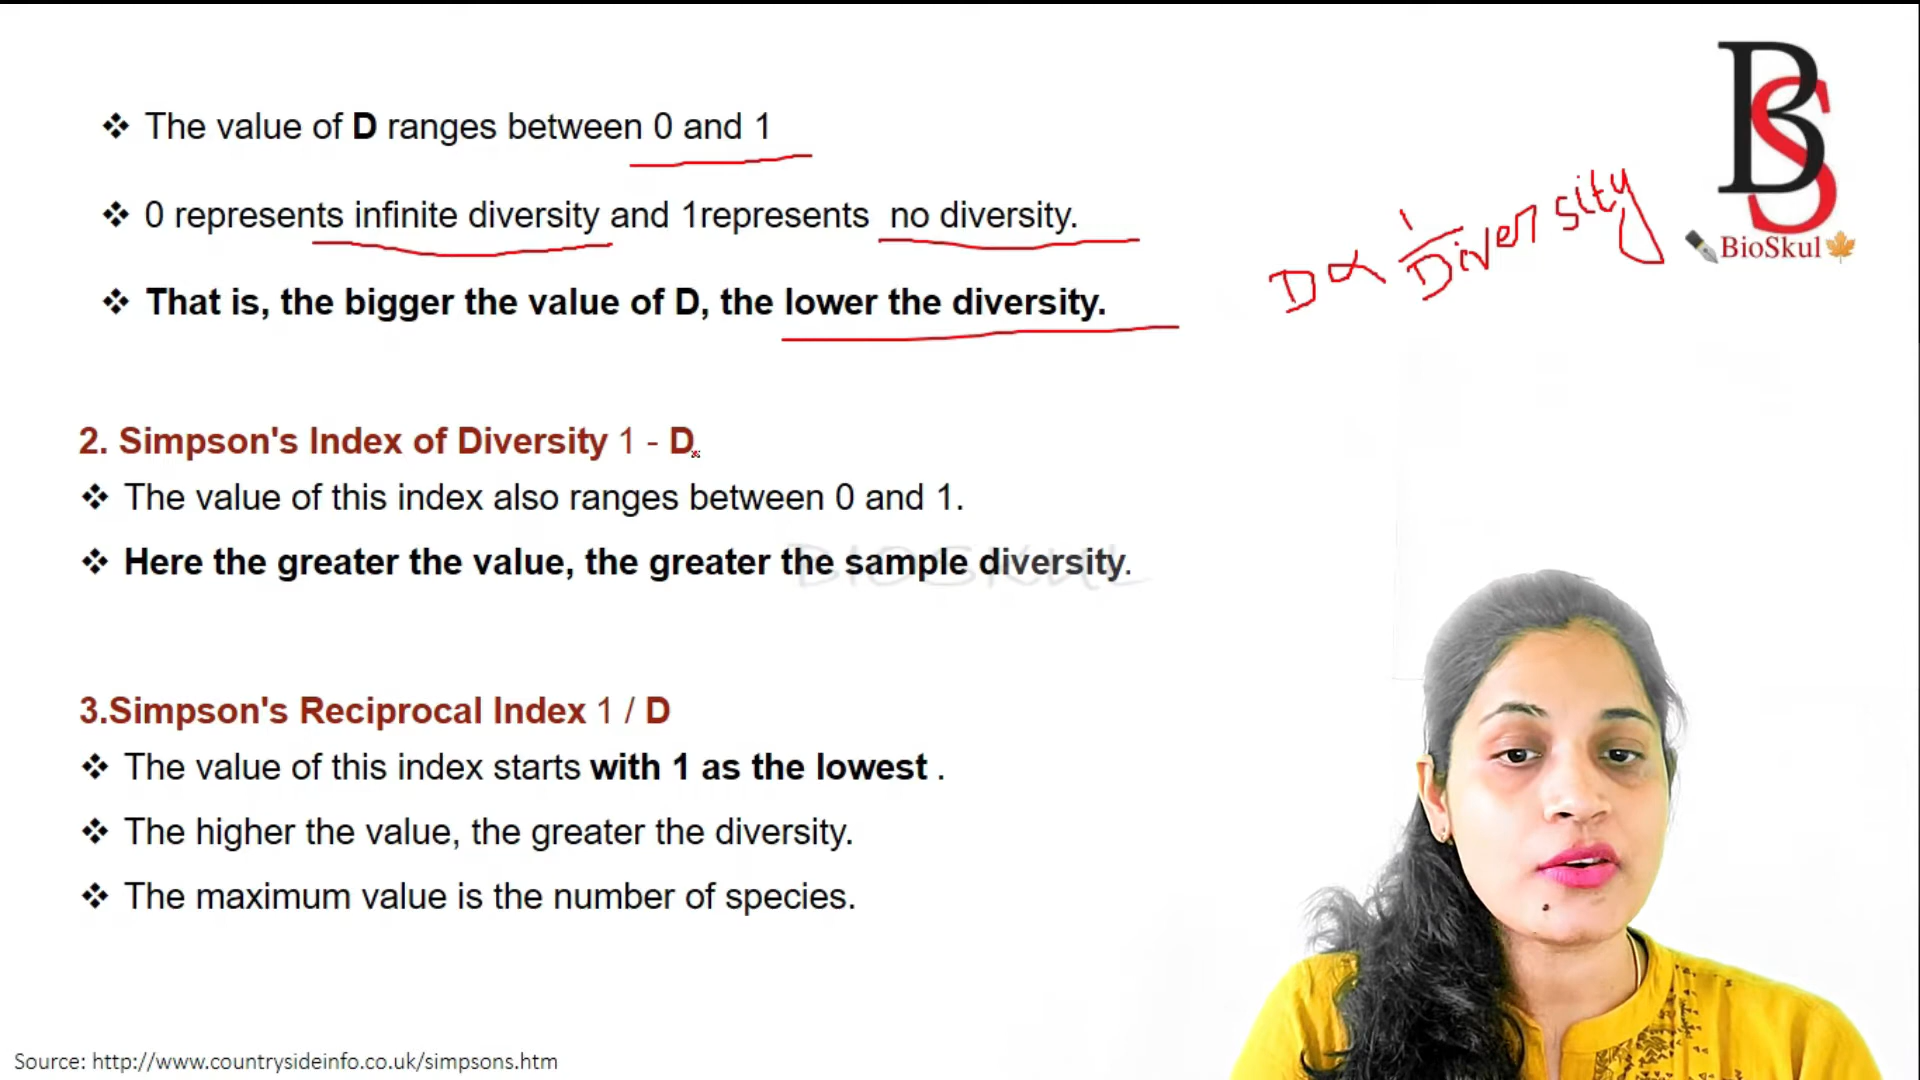 ❖ The value of D ranges between 0 and 1
❖ 0 represents infinite diversity and 1represents no diversity.
❖ That is, the bigger the value of D, the lower the diversity.
D ∝ 1/Diversity
BS
BioSkul
2. Simpson's Index of Diversity 1 - D
❖ The value of this index also ranges between 0 and 1.
❖ Here the greater the value, the greater the sample diversity.
BIOSKUL
3.Simpson's Reciprocal Index 1 / D
❖ The value of this index starts with 1 as the lowest .
❖ The higher the value, the greater the diversity.
❖ The maximum value is the number of species.
Source: http://www.countrysideinfo.co.uk/simpsons.htm